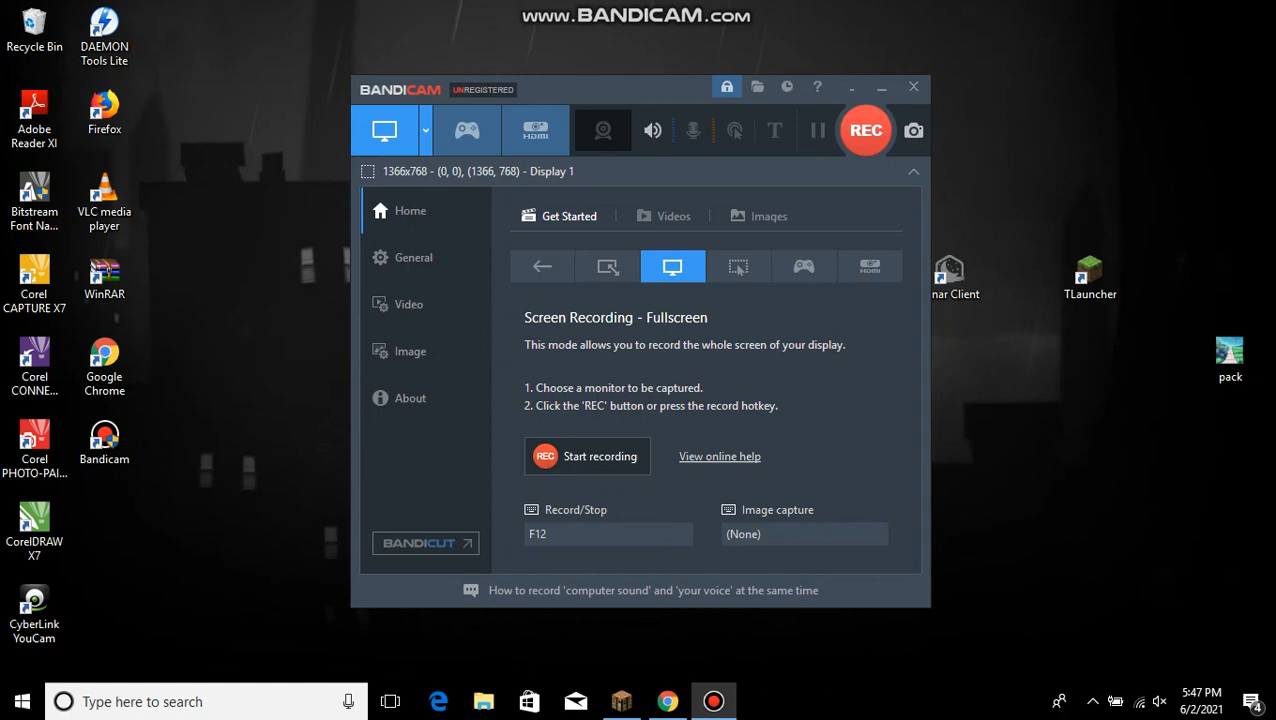 www.BANDICAM.com
Recycle Bin
DAEMON
Tools Lite
Adobe
Reader XI
Firefox
Bitstream
Font Na...
VLC media
player
Corel
CAPTURE X7
WinRAR
Corel
CONNE...
Google
Chrome
Corel
PHOTO-PAI...
Bandicam
CorelDRAW
X7
CyberLink
YouCam
BANDICAM
UNREGISTERED
?
HDMI
T
REC
1366x768 - (0, 0), (1366, 768) - Display 1
Home
General
Video
Image
About
BANDICUT
Get Started
Videos
Images
HDMI
Screen Recording - Fullscreen
This mode allows you to record the whole screen of your display.
1. Choose a monitor to be captured.
2. Click the 'REC' button or press the record hotkey.
REC Start recording
View online help
Record/Stop
Image capture
F12
(None)
How to record 'computer sound' and 'your voice' at the same time
nar Client
TLauncher
pack
Type here to search
5:47 PM
6/2/2021
4